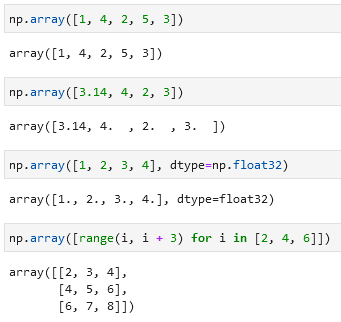 np.array([1, 4, 2, 5, 3])
array([1, 4, 2, 5, 3])
np.array([3.14, 4, 2, 3])
array([3.14, 4.  , 2.  , 3.  ])
np.array([1, 2, 3, 4], dtype=np.float32)
array([1., 2., 3., 4.], dtype=float32)
np.array([range(i, i + 3) for i in [2, 4, 6]])
array([[2, 3, 4],
       [4, 5, 6],
       [6, 7, 8]])